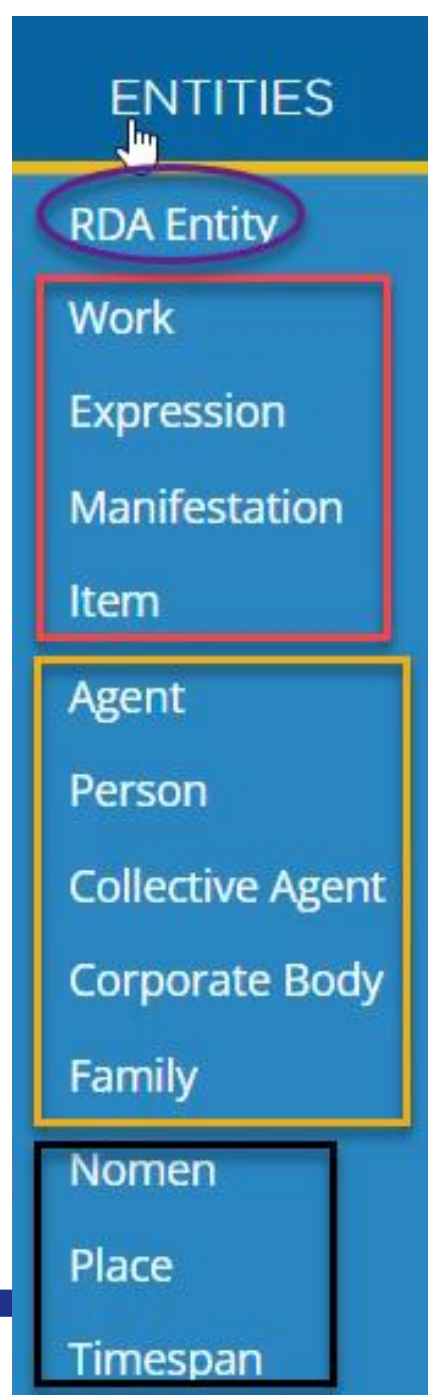 ENTITIES
RDA Entity
Work
Expression
Manifestation
Item
Agent
Person
Collective Agent
Corporate Body
Family
Nomen
Place
Timespan